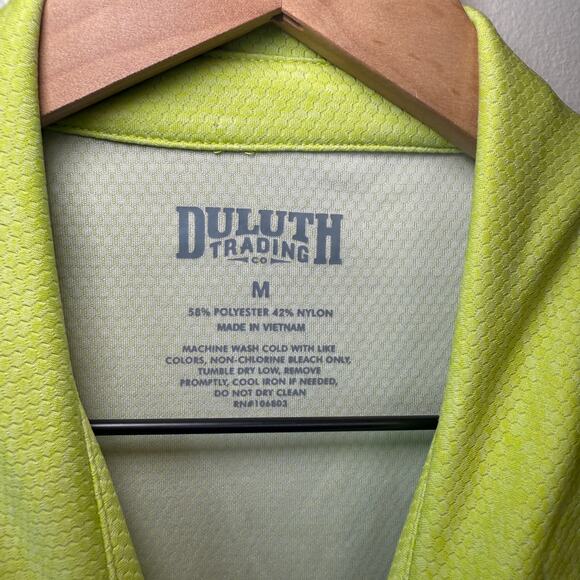 DULUTH
TRADING
CO
M
58% POLYESTER 42% NYLON
MADE IN VIETNAM
MACHINE WASH COLD WITH LIKE
COLORS, NON-CHLORINE BLEACH ONLY,
TUMBLE DRY LOW, REMOVE
PROMPTLY, COOL IRON IF NEEDED,
DO NOT DRY CLEAN
RN#106803